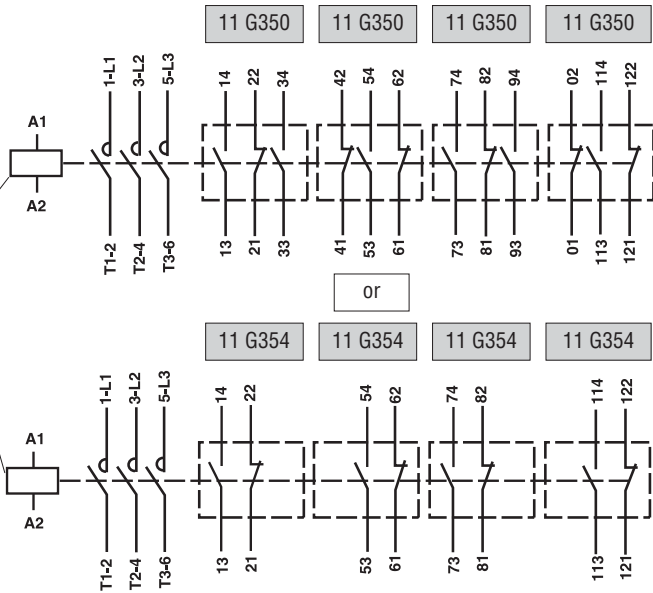 11 G350 11 G350 11 G350 11 G350
1-L1 3-L2 5-L3 14 22 34 42 54 62 74 82 94 02 114 122
A1
A2
T1-2 T2-4 T3-6 13 21 33 41 53 61 73 81 93 01 113 121
or
11 G354 11 G354 11 G354 11 G354
1-L1 3-L2 5-L3 14 22 54 62 74 82 114 122
A1
A2
T1-2 T2-4 T3-6 13 21 53 61 73 81 113 121